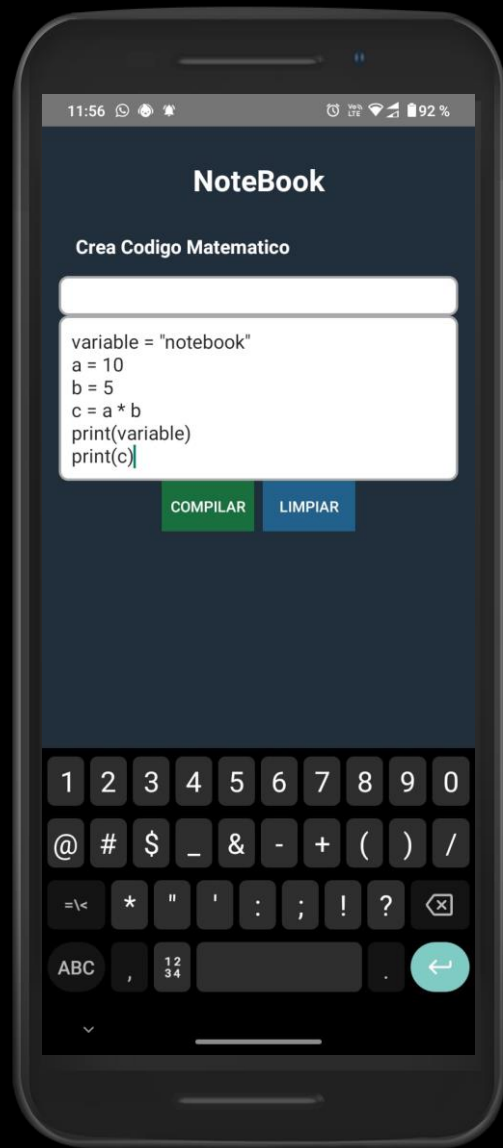 11:56 VoLTE 92 %
NoteBook
Crea Codigo Matematico
variable = "notebook"
a = 10
b = 5
c = a * b
print(variable)
print(c)
COMPILAR LIMPIAR
1 2 3 4 5 6 7 8 9 0
@ # $ _ & - + ( ) /
=\< * " ' : ; ! ?
ABC , 12 34 .